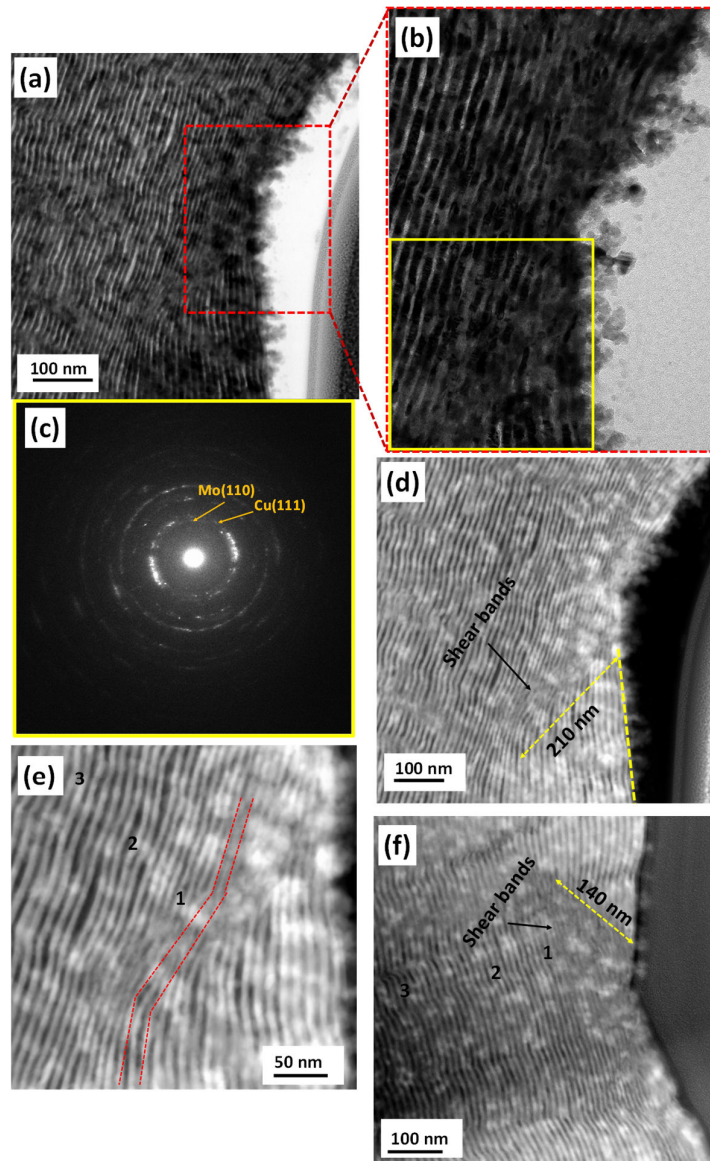 (a)
100 nm
(b)
(c)
Mo(110)
Cu(111)
(d)
Shear bands
210 nm
100 nm
(e)
3
2
1
50 nm
(f)
Shear bands
140 nm
1
2
3
100 nm